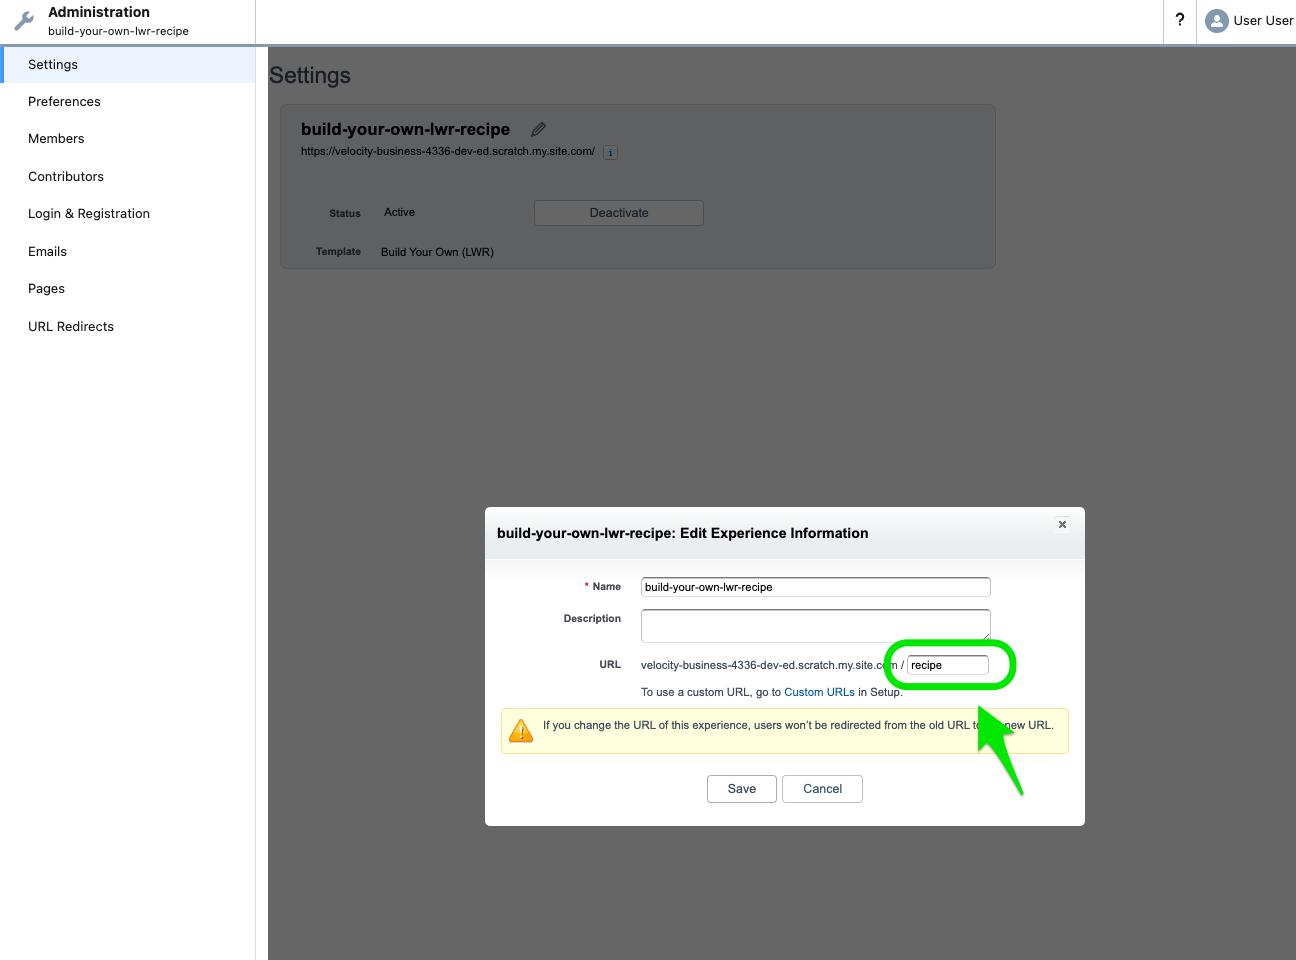 Administration
build-your-own-lwr-recipe
?
User User
Settings
Preferences
Members
Contributors
Login & Registration
Emails
Pages
URL Redirects
Settings
build-your-own-lwr-recipe
https://velocity-business-4336-dev-ed.scratch.my.site.com/ i
Status Active Deactivate
Template Build Your Own (LWR)
build-your-own-lwr-recipe: Edit Experience Information
* Name build-your-own-lwr-recipe
Description
URL velocity-business-4336-dev-ed.scratch.my.site.com / recipe
To use a custom URL, go to Custom URLs in Setup.
If you change the URL of this experience, users won't be redirected from the old URL new URL.
Save Cancel